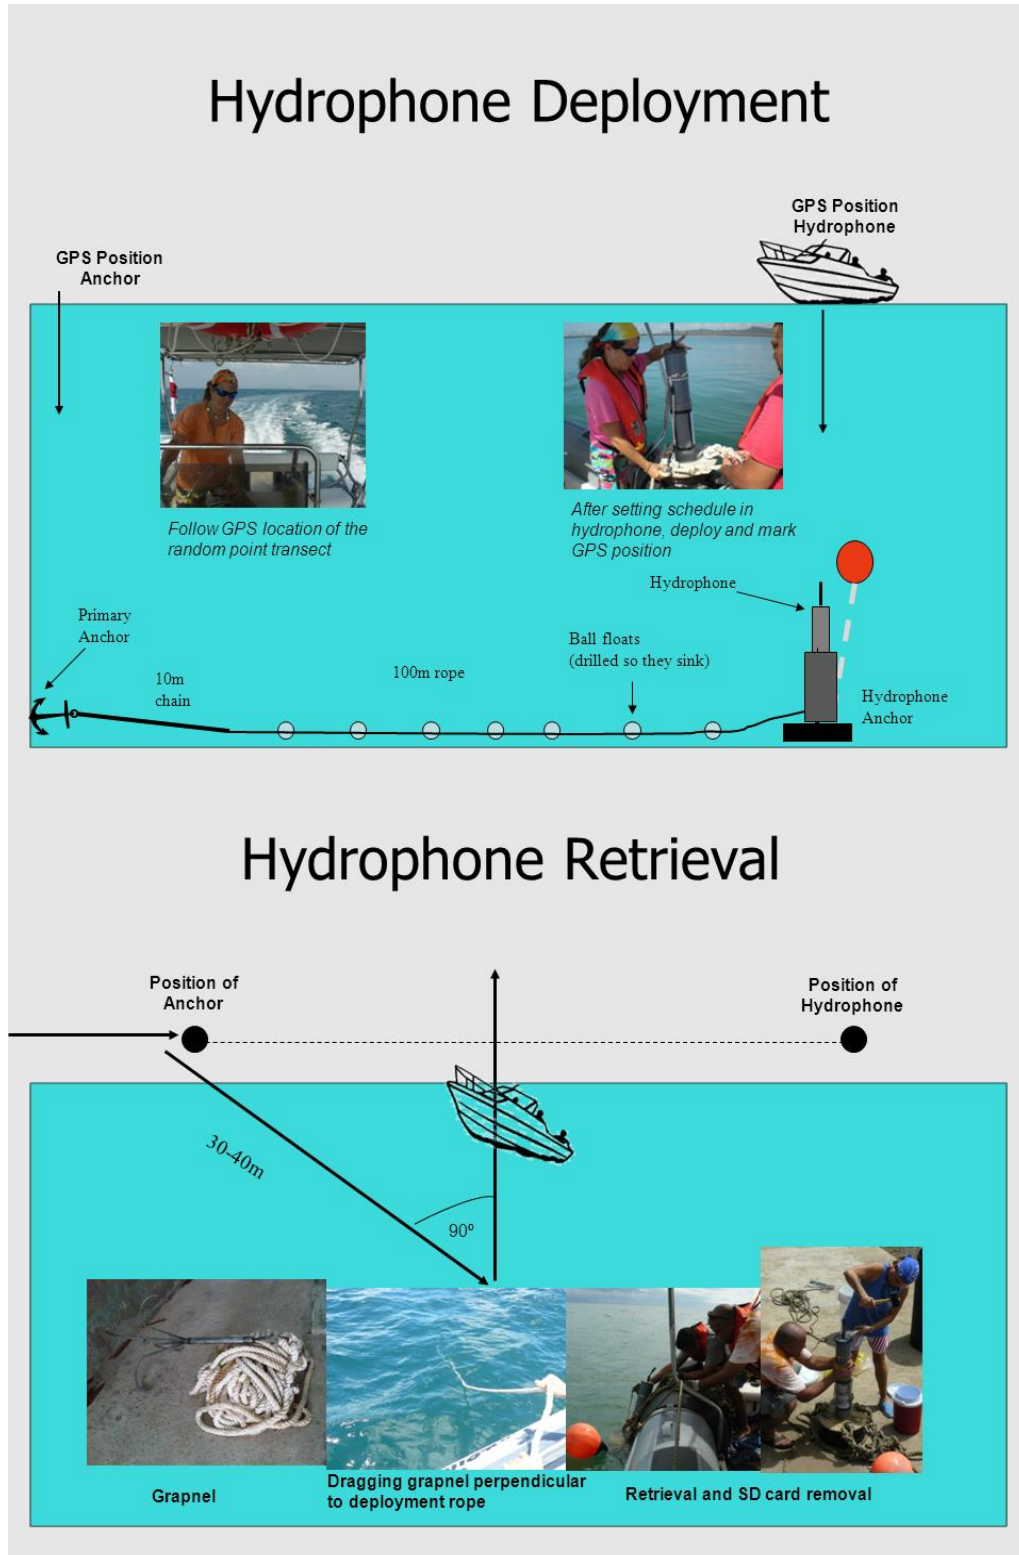 Hydrophone Deployment
GPS Position
Hydrophone
GPS Position
Anchor
Follow GPS location of the
random point transect
After setting schedule in
hydrophone, deploy and mark
GPS position
Hydrophone
Primary
Anchor
Ball floats
(drilled so they sink)
100m rope
10m
chain
Hydrophone
Anchor
Hydrophone Retrieval
Position of
Anchor
Position of
Hydrophone
30-40m
90º
Grapnel
Dragging grapnel perpendicular
to deployment rope
Retrieval and SD card removal